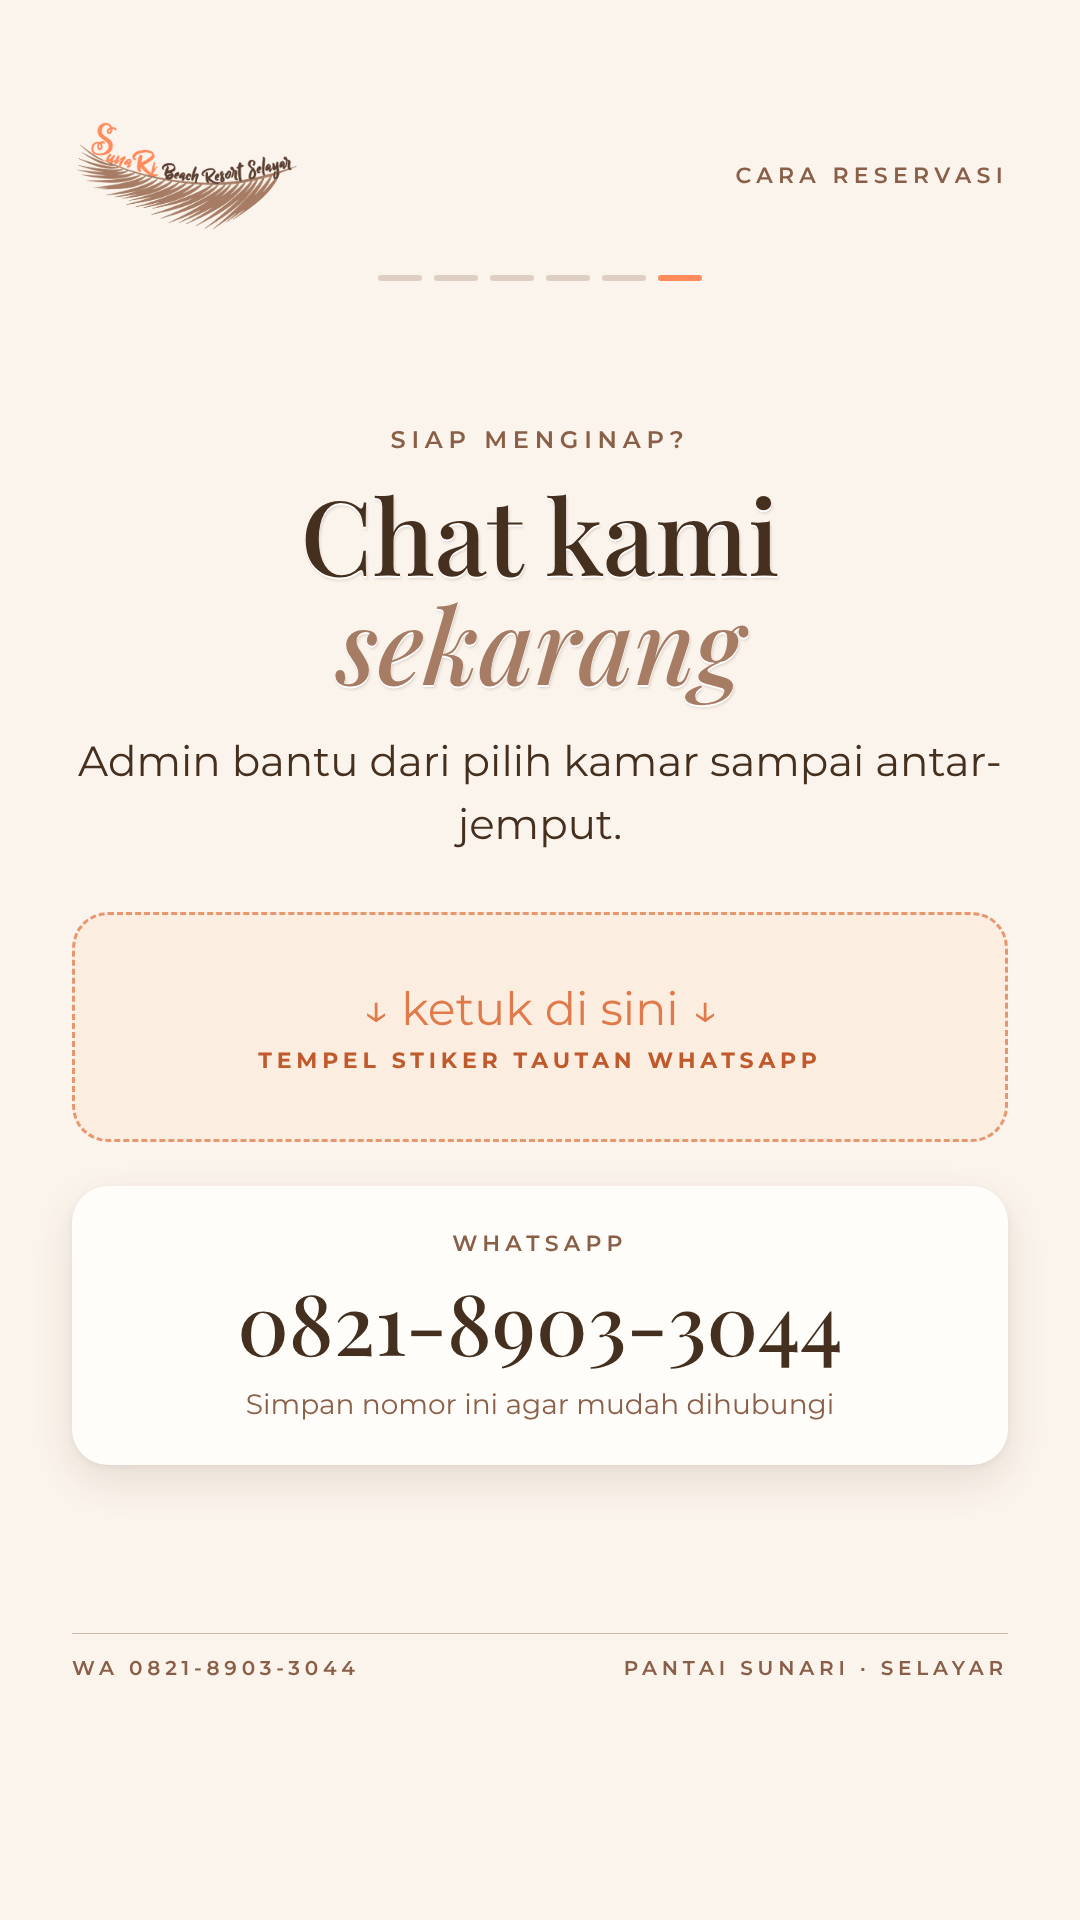 SunaRi Beach Resort Selayar
CARA RESERVASI
SIAP MENGINAP?
Chat kami
sekarang
Admin bantu dari pilih kamar sampai antar-
jemput.
↓ ketuk di sini ↓
TEMPEL STIKER TAUTAN WHATSAPP
WHATSAPP
0821-8903-3044
Simpan nomor ini agar mudah dihubungi
WA 0821-8903-3044
PANTAI SUNARI · SELAYAR